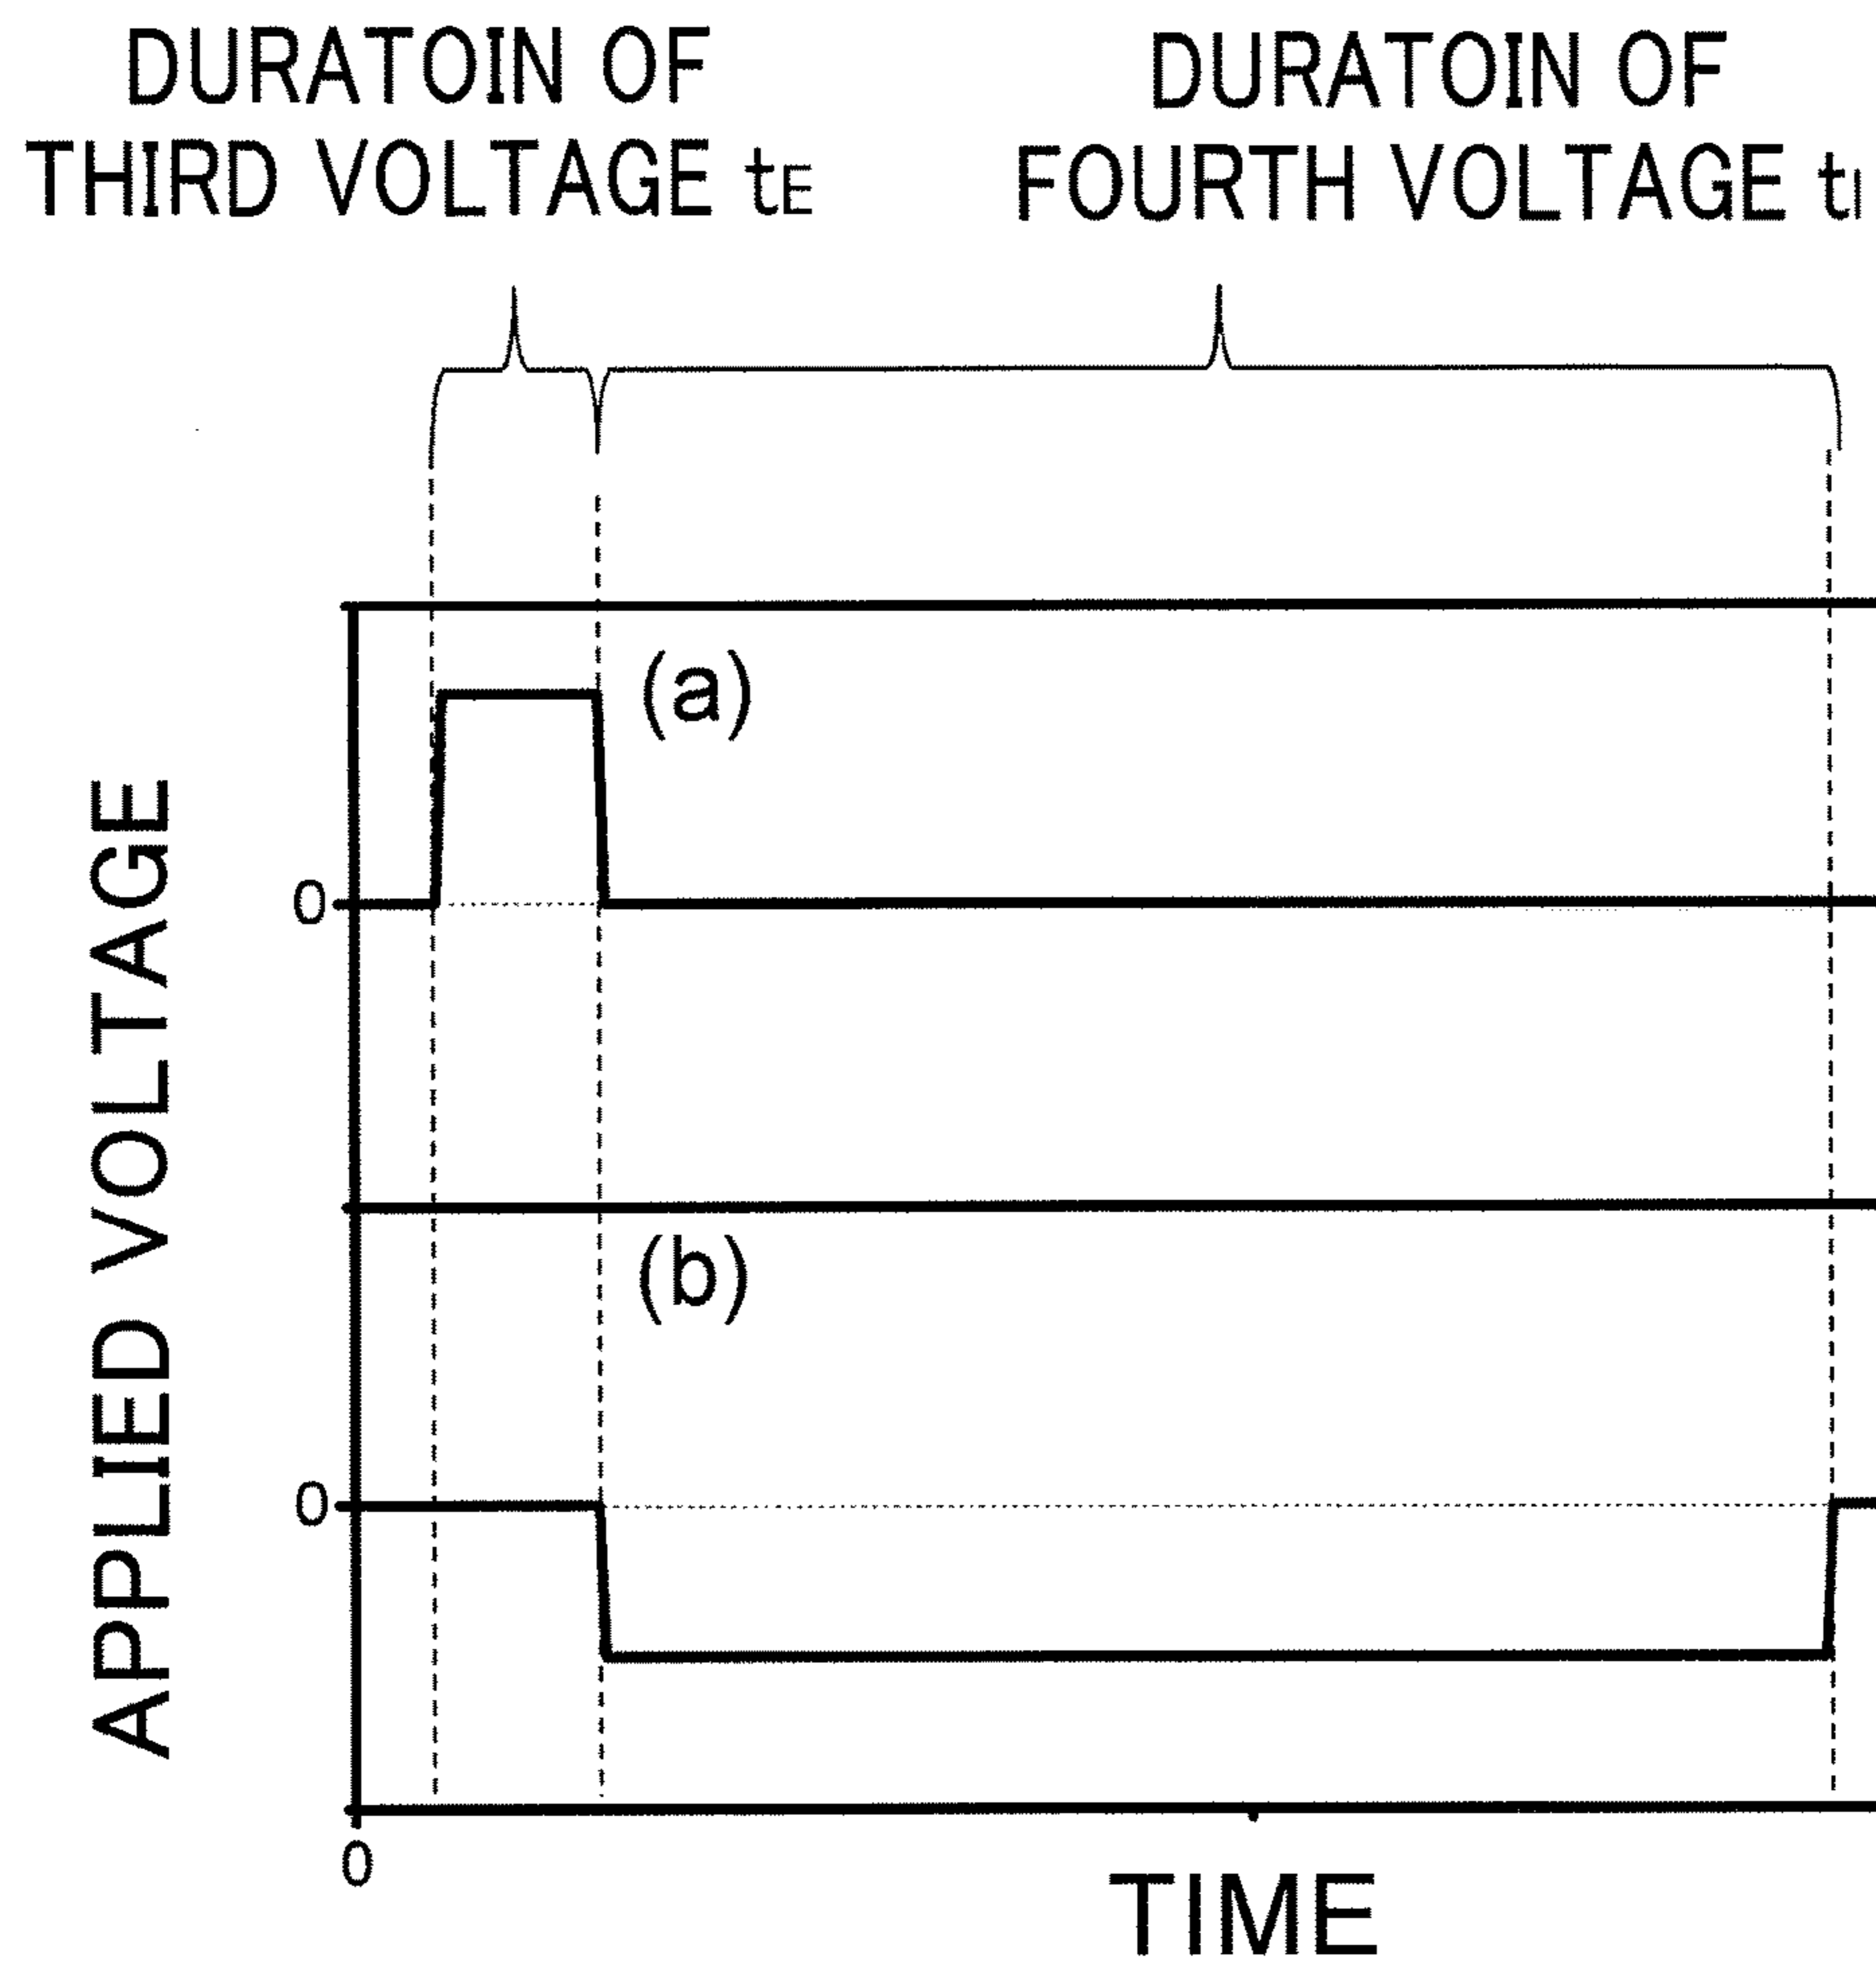 DURATOIN OF
THIRD VOLTAGE tE
DURATOIN OF
FOURTH VOLTAGE tI
APPLIED VOLTAGE
(a)
0
(b)
0
0
TIME